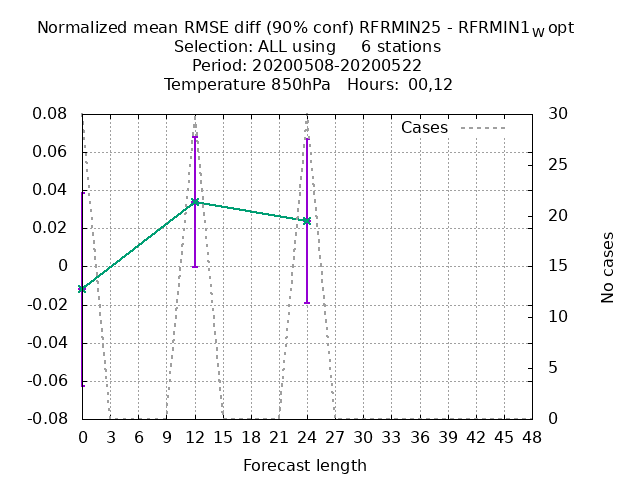 Normalized mean RMSE diff (90% conf) RFRMIN25 - RFRMIN1wopt
Selection: ALL using 6 stations
Period: 20200508-20200522
Temperature 850hPa Hours: 00,12
0.08
0.06
0.04
0.02
0
-0.02
-0.04
-0.06
-0.08
Cases
30
25
20
15
10
5
0
No cases
0 3 6 9 12 15 18 21 24 27 30 33 36 39 42 45 48
Forecast length